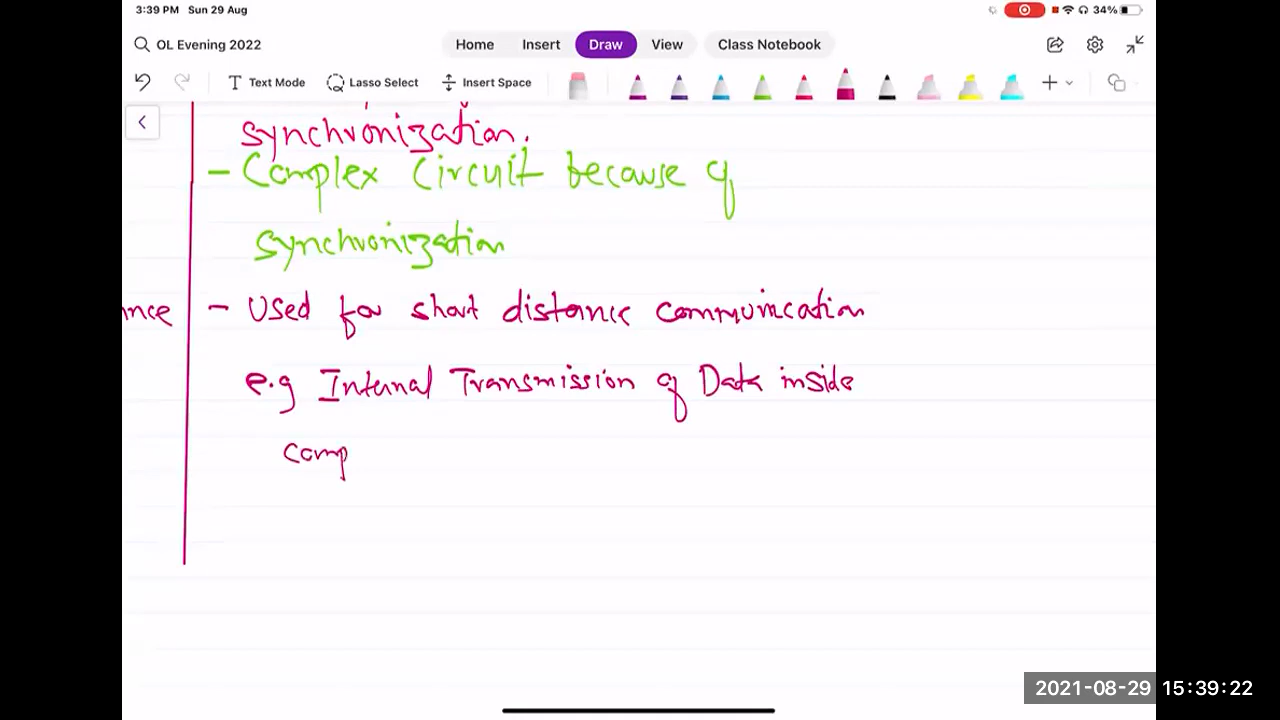 3:39 PM Sun 29 Aug 34%
OL Evening 2022 Home Insert Draw View Class Notebook
Text Mode Lasso Select Insert Space
synchronization.
- Complex Circuit because of
synchronization
- Used for short distance communication
e.g Internal Transmission of Data inside
comp
2021-08-29 15:39:22